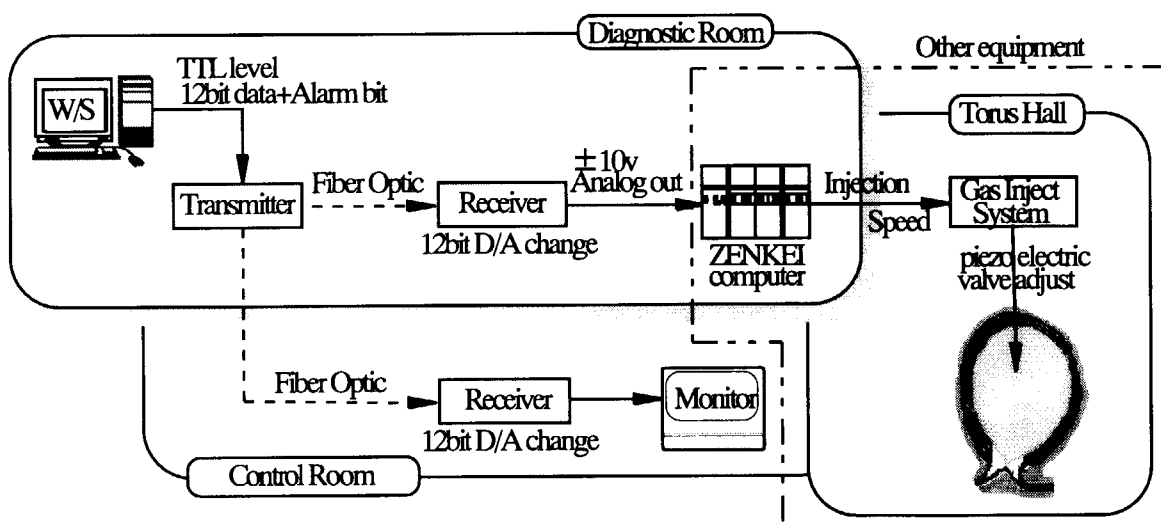 Diagnostic Room
Other equipment
TTL level
12bit data+Alarm bit
W/S
Torus Hall
Transmitter
Fiber Optic
Receiver
12bit D/A change
±10v
Analog out
ZENKEI
computer
Injection
Speed
Gas Inject
System
piezo electric
valve adjust
Fiber Optic
Receiver
12bit D/A change
Monitor
Control Room